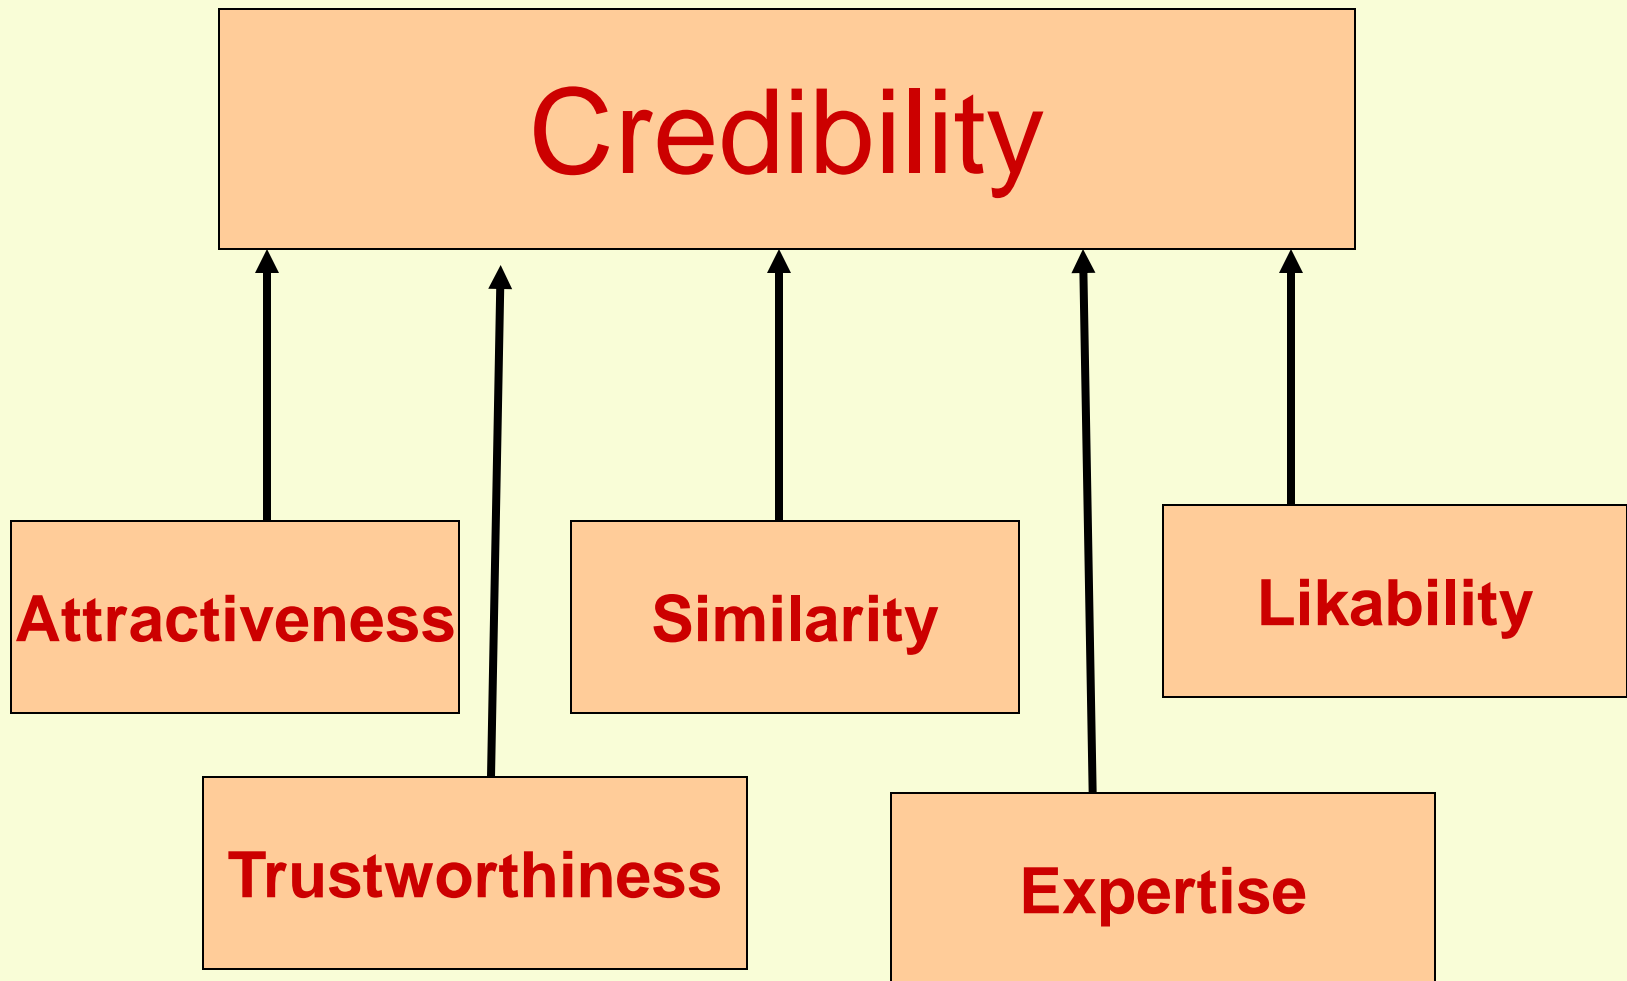 Credibility
Attractiveness
Similarity
Likability
Trustworthiness
Expertise